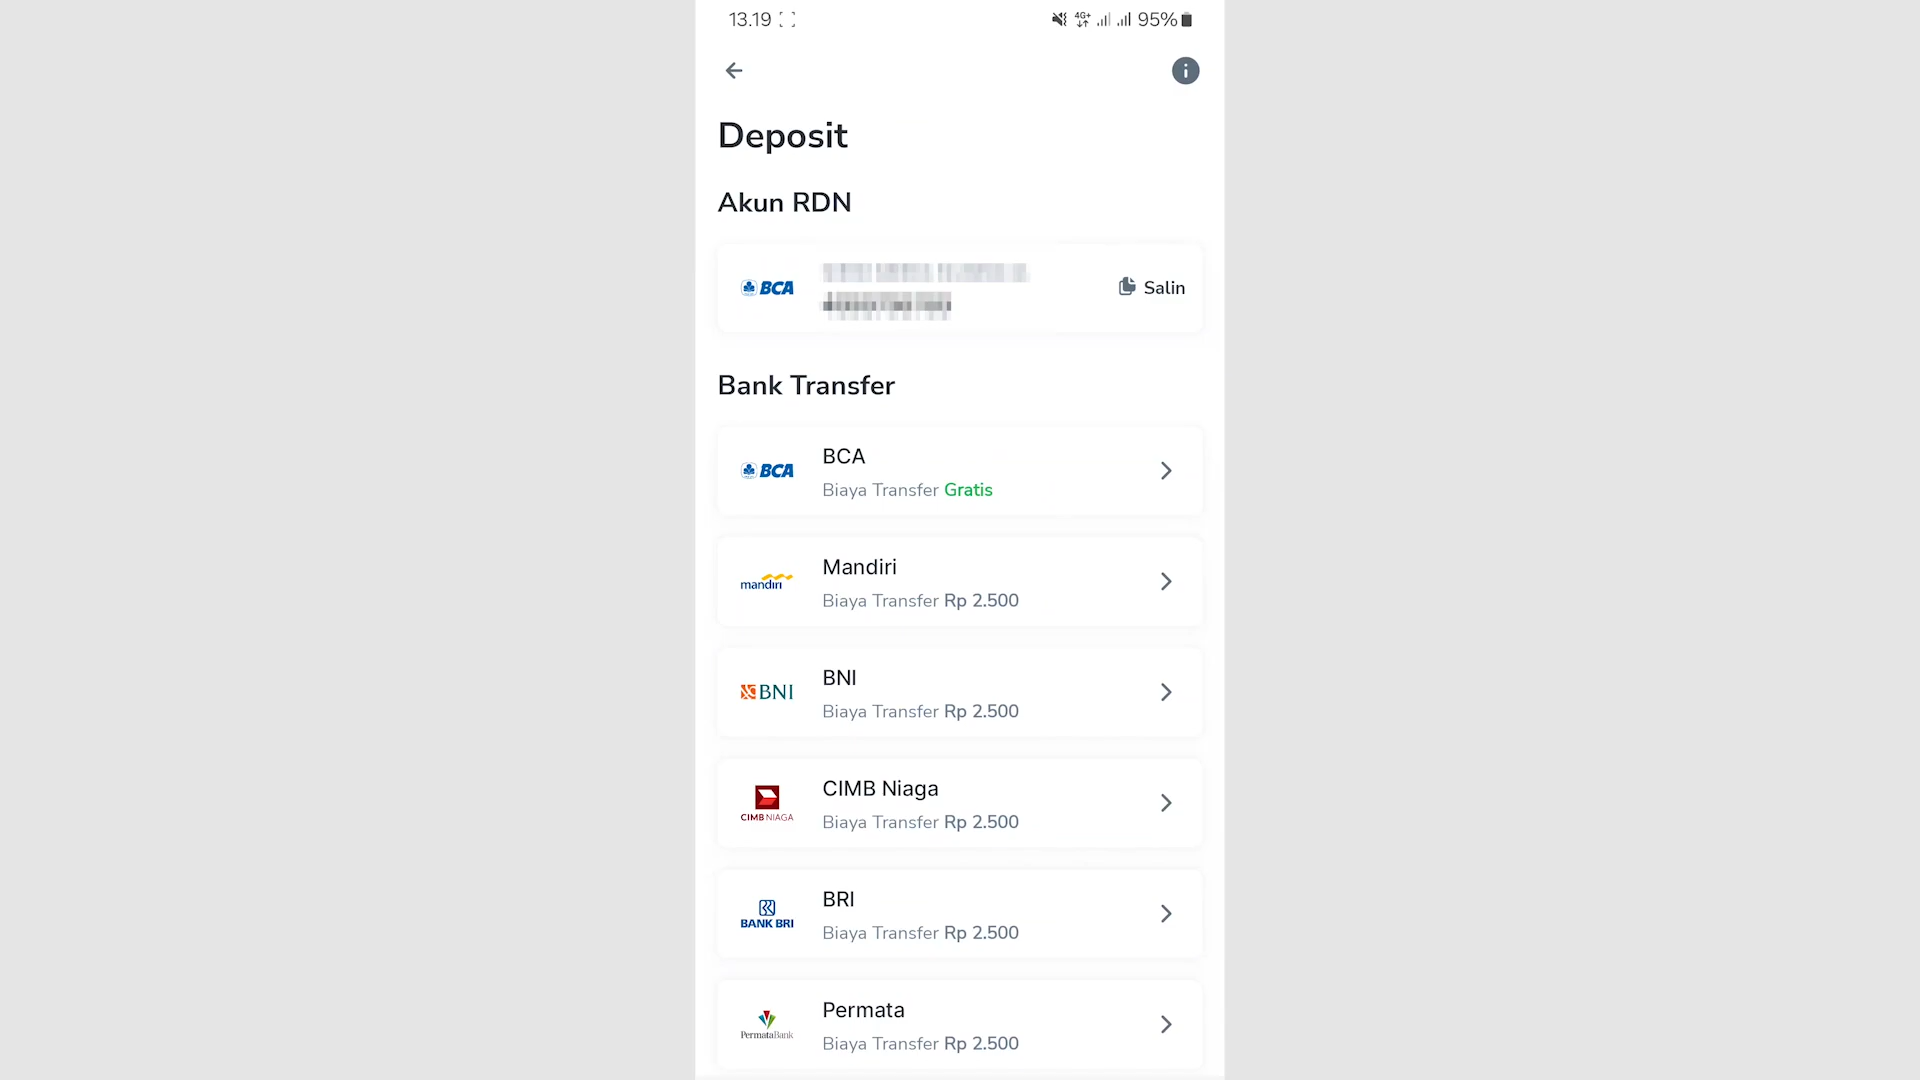 13.19
4G+ 95%
Deposit
Akun RDN
BCA
Salin
Bank Transfer
BCA
BCA
Biaya Transfer Gratis
mandiri
Mandiri
Biaya Transfer Rp 2.500
BNI
BNI
Biaya Transfer Rp 2.500
CIMB NIAGA
CIMB Niaga
Biaya Transfer Rp 2.500
BANK BRI
BRI
Biaya Transfer Rp 2.500
PermataBank
Permata
Biaya Transfer Rp 2.500